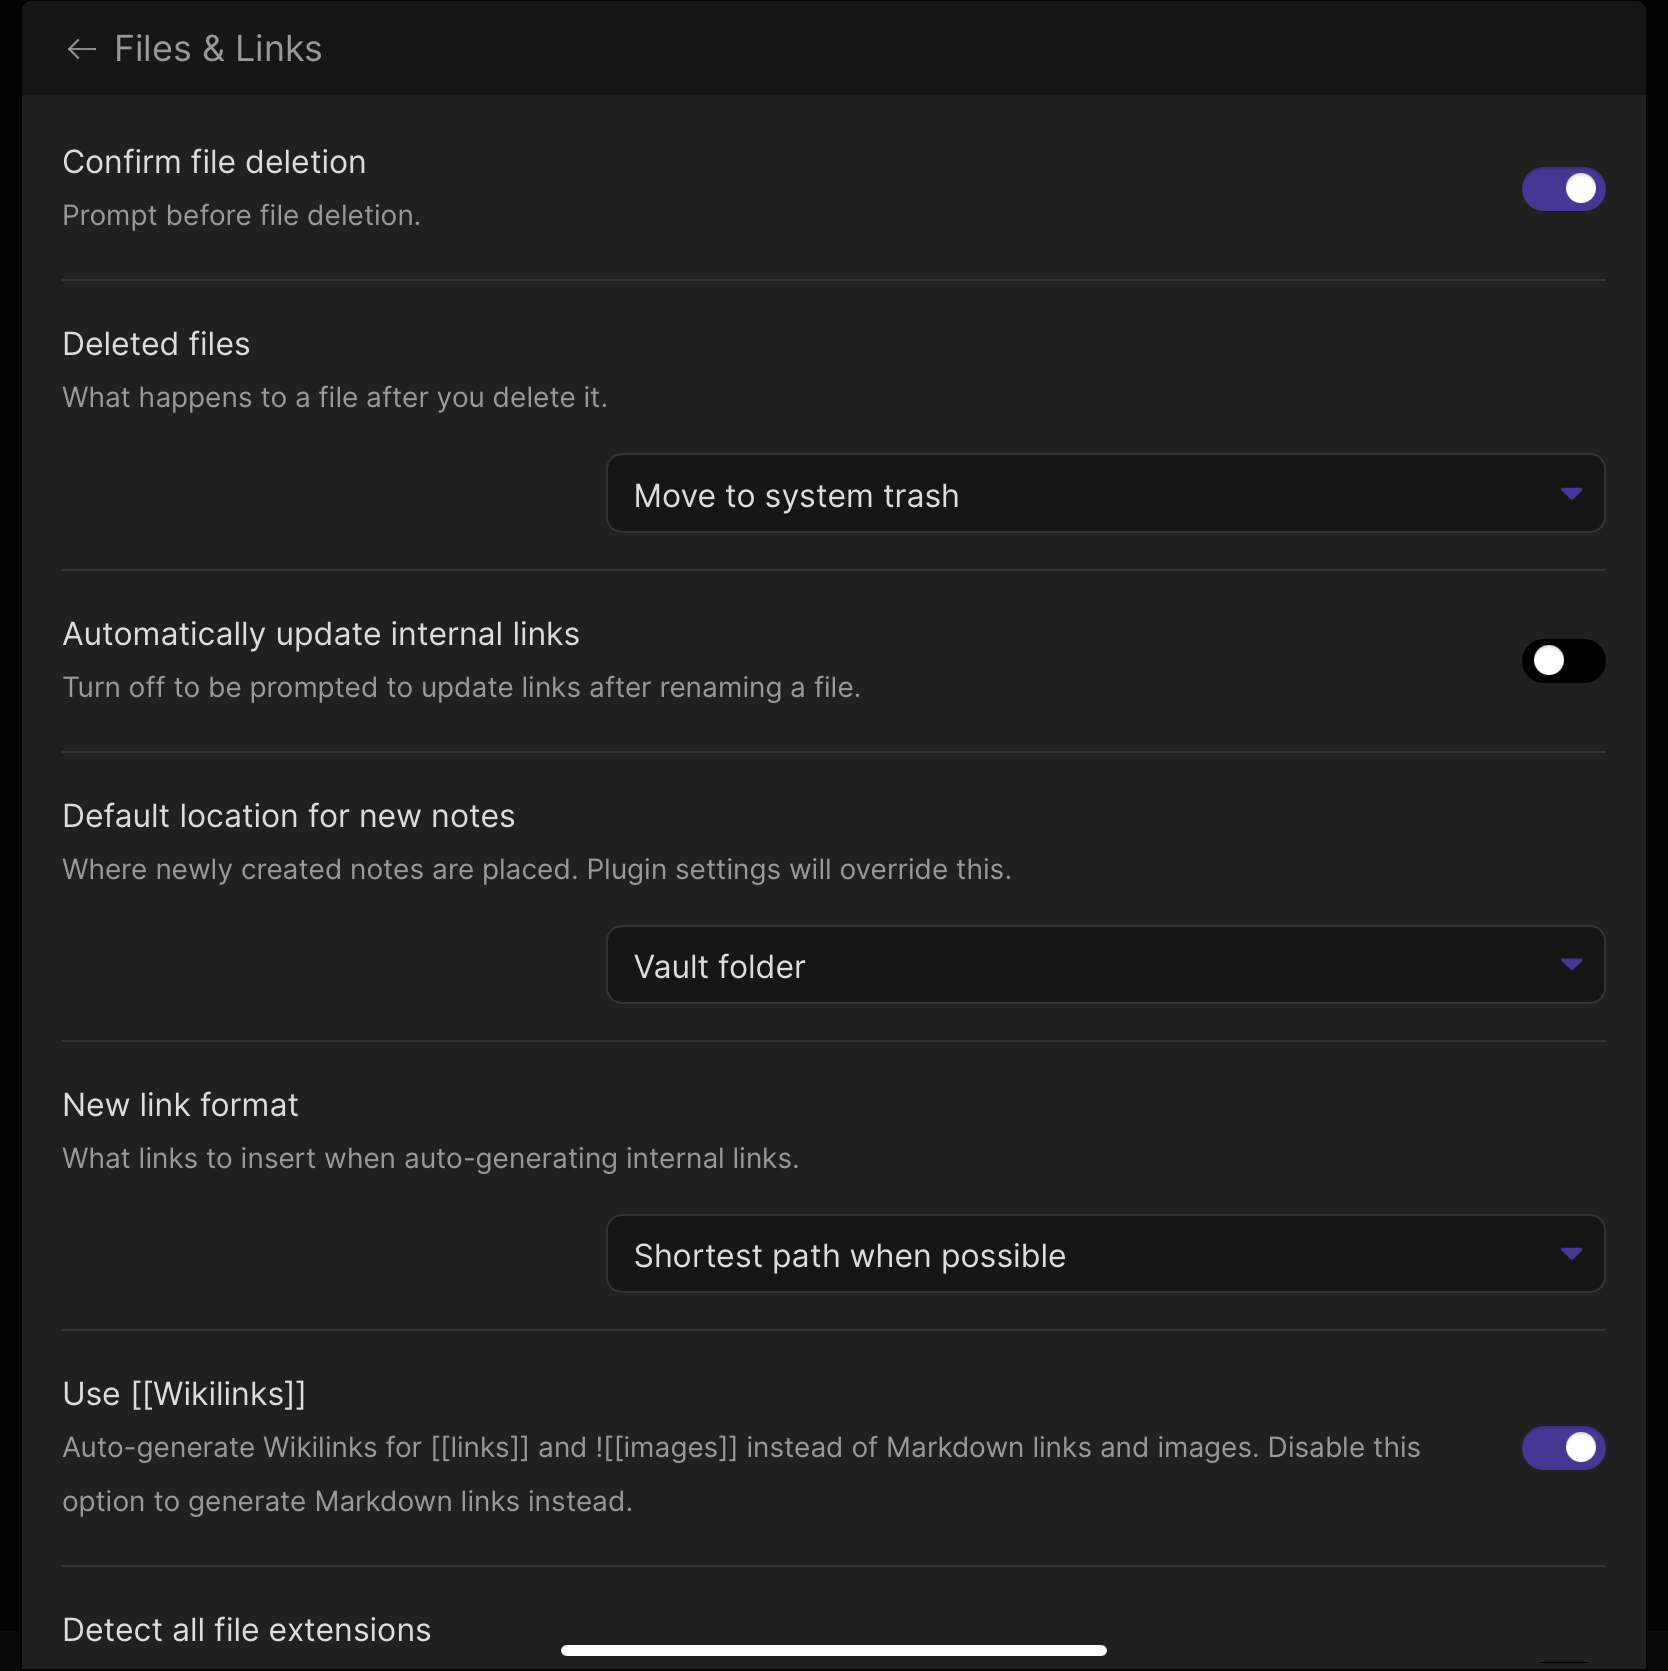 Files & Links
Confirm file deletion
Prompt before file deletion.
Deleted files
What happens to a file after you delete it.
Move to system trash
Automatically update internal links
Turn off to be prompted to update links after renaming a file.
Default location for new notes
Where newly created notes are placed. Plugin settings will override this.
Vault folder
New link format
What links to insert when auto-generating internal links.
Shortest path when possible
Use [[Wikilinks]]
Auto-generate Wikilinks for [[links]] and ![[images]] instead of Markdown links and images. Disable this
option to generate Markdown links instead.
Detect all file extensions